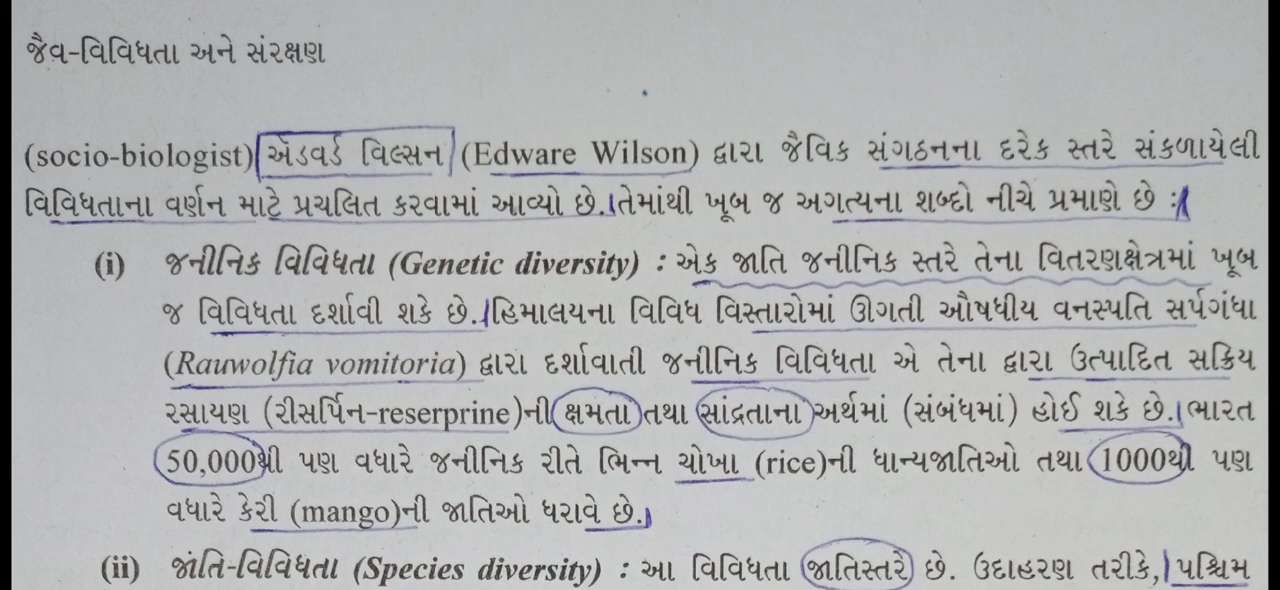 જૈવ-વિવિધતા અને સંરક્ષણ
(socio-biologist) ઍડવર્ડ વિલ્સન (Edware Wilson) દ્વારા જૈવિક સંગઠનના દરેક સ્તરે સંકળાયેલી
વિવિધતાના વર્ણન માટે પ્રચલિત કરવામાં આવ્યો છે. તેમાંથી ખૂબ જ અગત્યના શબ્દો નીચે પ્રમાણે છે :
(i) જનીનિક વિવિધતા (Genetic diversity) : એક જાતિ જનીનિક સ્તરે તેના વિતરણક્ષેત્રમાં ખૂબ
જ વિવિધતા દર્શાવી શકે છે. હિમાલયના વિવિધ વિસ્તારોમાં ઊગતી ઔષધીય વનસ્પતિ સર્પગંધા
(Rauwolfia vomitoria) દ્વારા દર્શાવાતી જનીનિક વિવિધતા એ તેના દ્વારા ઉત્પાદિત સક્રિય
રસાયણ (રીસર્પિન-reserprine)ની ક્ષમતા તથા સાંદ્રતાના અર્થમાં (સંબંધમાં) હોઈ શકે છે. ભારત
50,000થી પણ વધારે જનીનિક રીતે ભિન્ન ચોખા (rice)ની ધાન્યજાતિઓ તથા 1000થી પણ
વધારે કેરી (mango)ની જાતિઓ ધરાવે છે.
(ii) જાતિ-વિવિધતા (Species diversity) : આ વિવિધતા જાતિસ્તરે છે. ઉદાહરણ તરીકે, પશ્ચિમ